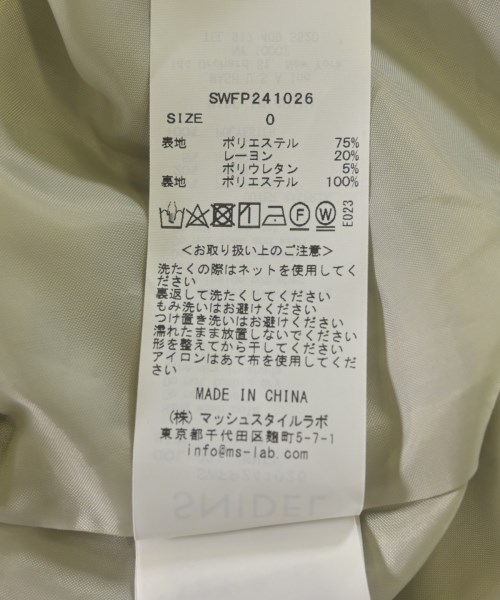 SWFP241026
SIZE 0
表地 ポリエステル 75%
レーヨン 20%
ポリウレタン 5%
裏地 ポリエステル 100%
E023
<お取り扱い上のご注意>
洗たくの際はネットを使用してく
ださい
裏返して洗たくしてください
もみ洗いはお避けください
つけ置き洗いはお避けください
濡れたまま放置しないでください
形を整えてから干してください
アイロンはあて布を使用してくだ
さい
MADE IN CHINA
(株) マッシュスタイルラボ
東京都千代田区麹町5-7-1
info@ms-lab.com
SWFP241026
SNIDEL